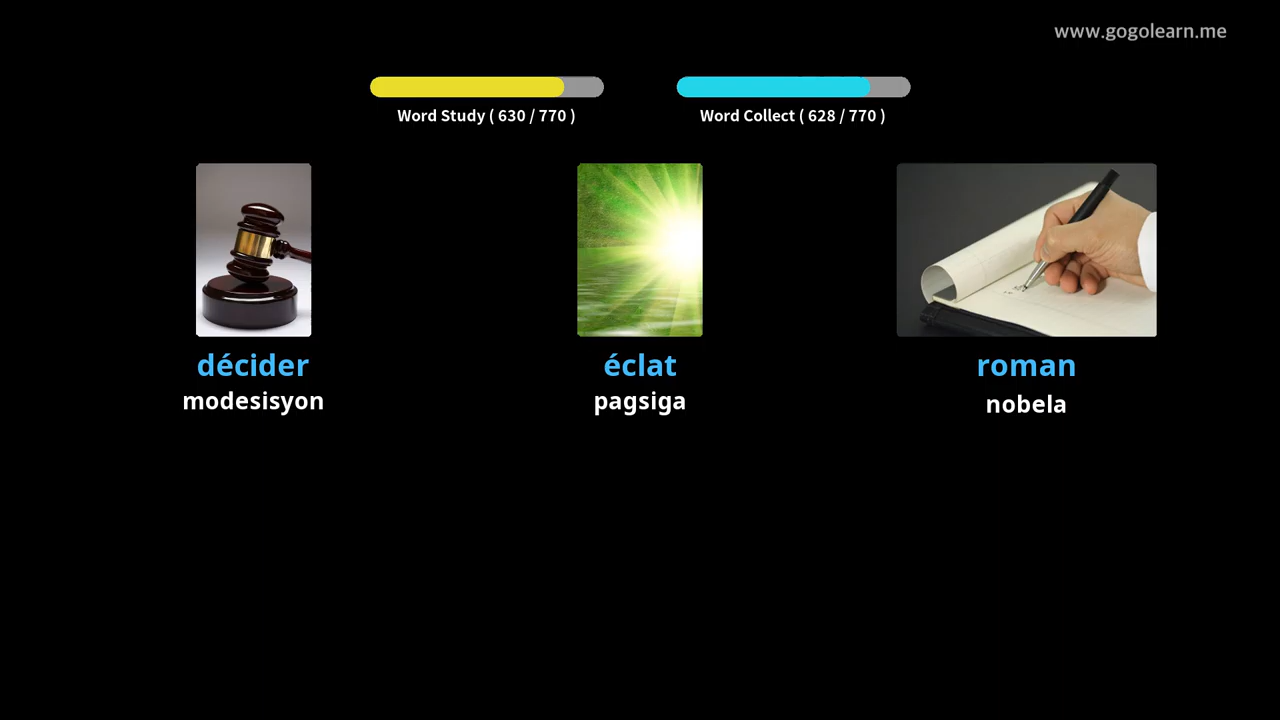 www.gogolearn.me
Word Study ( 630 / 770 )
Word Collect ( 628 / 770 )
décider
modesisyon
éclat
pagsiga
roman
nobela